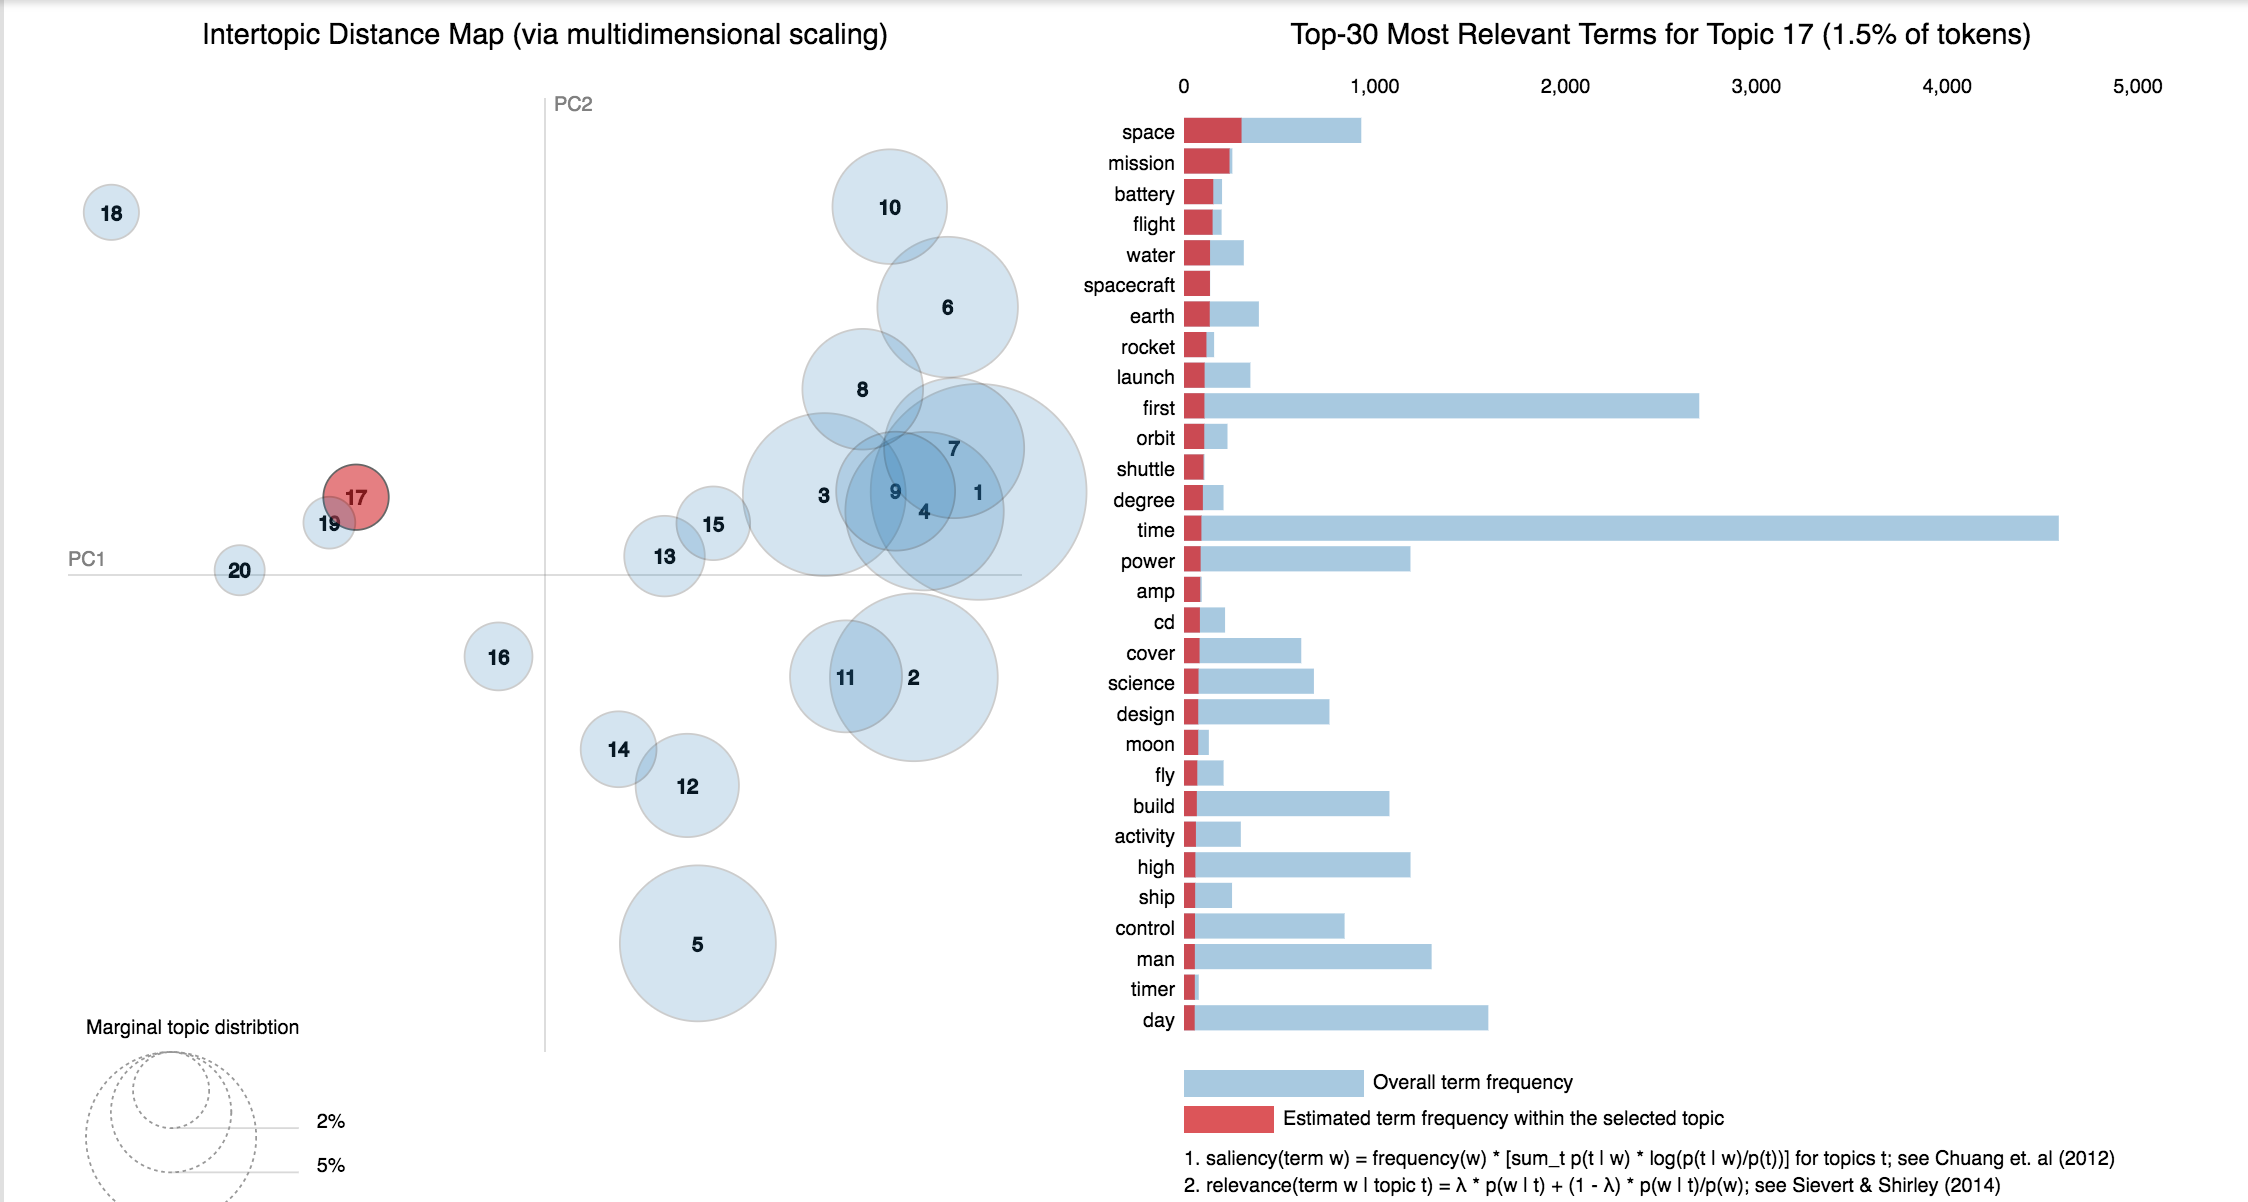 Intertopic Distance Map (via multidimensional scaling)
PC2
PC1
18
10
6
8
7
17
19
3
9
1
4
15
13
20
16
11
2
14
12
5
Marginal topic distribtion
2%
5%
Top-30 Most Relevant Terms for Topic 17 (1.5% of tokens)
0 1,000 2,000 3,000 4,000 5,000
space
mission
battery
flight
water
spacecraft
earth
rocket
launch
first
orbit
shuttle
degree
time
power
amp
cd
cover
science
design
moon
fly
build
activity
high
ship
control
man
timer
day
Overall term frequency
Estimated term frequency within the selected topic
1. saliency(term w) = frequency(w) * [sum_t p(t | w) * log(p(t | w)/p(t))] for topics t; see Chuang et. al (2012)
2. relevance(term w | topic t) = λ * p(w | t) + (1 - λ) * p(w | t)/p(w); see Sievert & Shirley (2014)